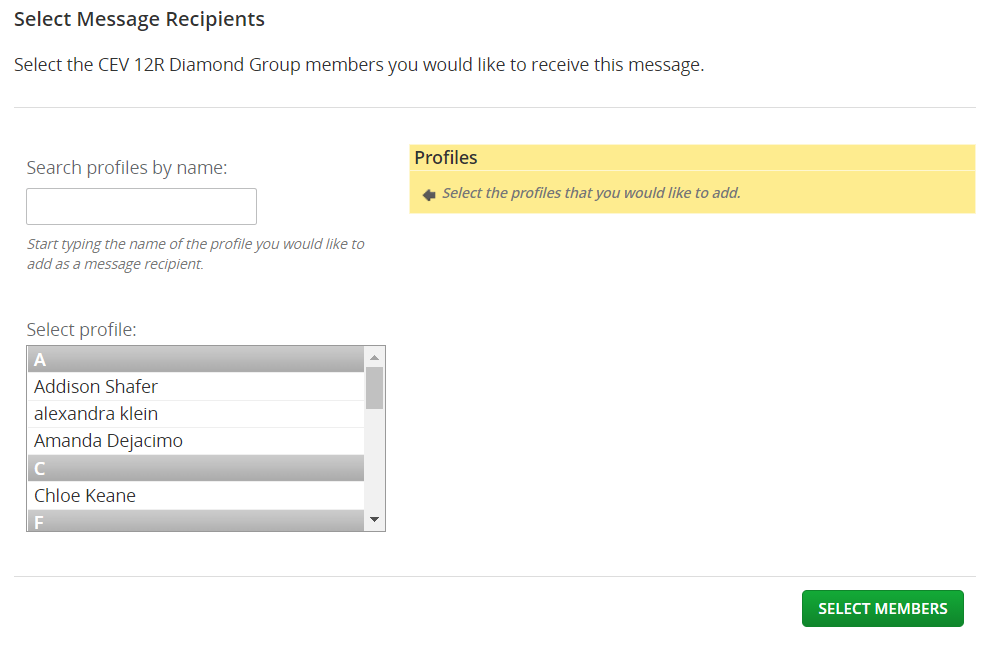 Select Message Recipients
Select the CEV 12R Diamond Group members you would like to receive this message.
Search profiles by name:
Start typing the name of the profile you would like to
add as a message recipient.
Select profile:
A
Addison Shafer
alexandra klein
Amanda Dejacimo
C
Chloe Keane
F
Profiles
Select the profiles that you would like to add.
SELECT MEMBERS